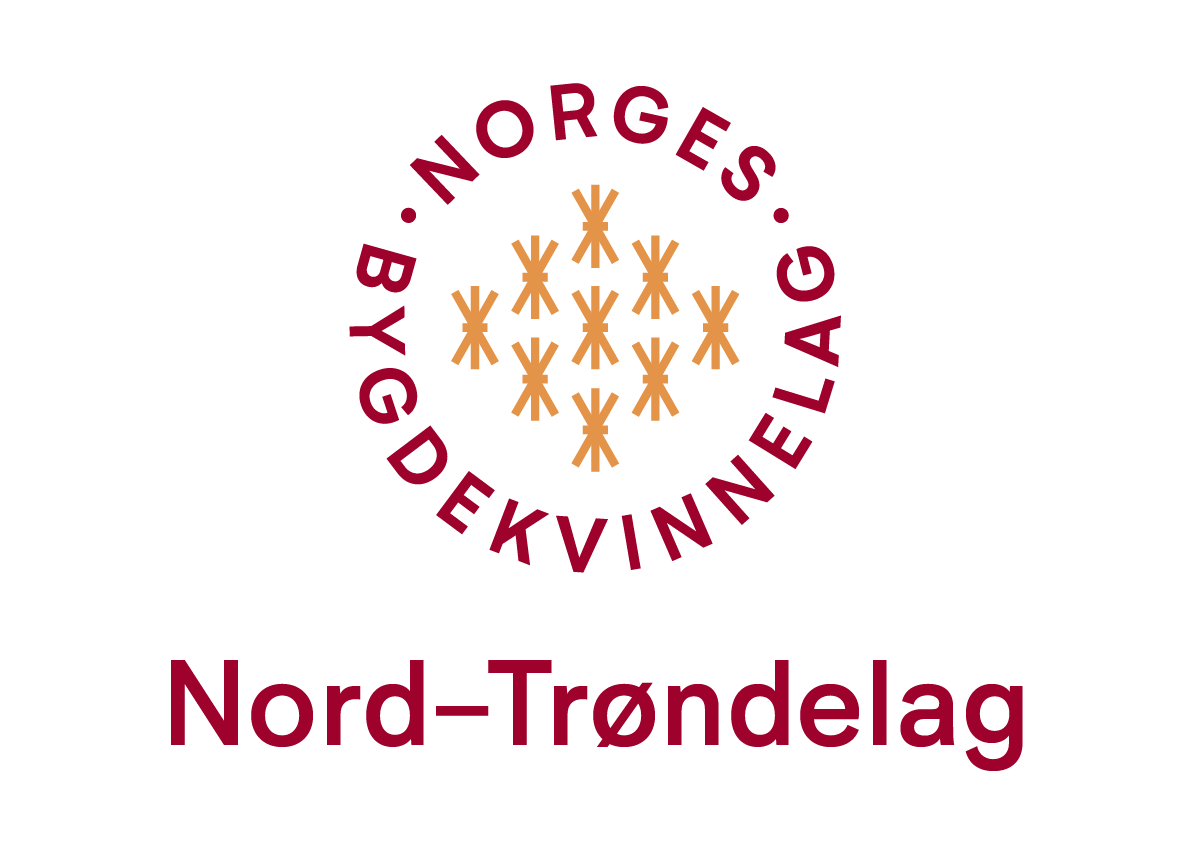 · NORGES ·
BYGDEKVINNELAG
Nord–Trøndelag